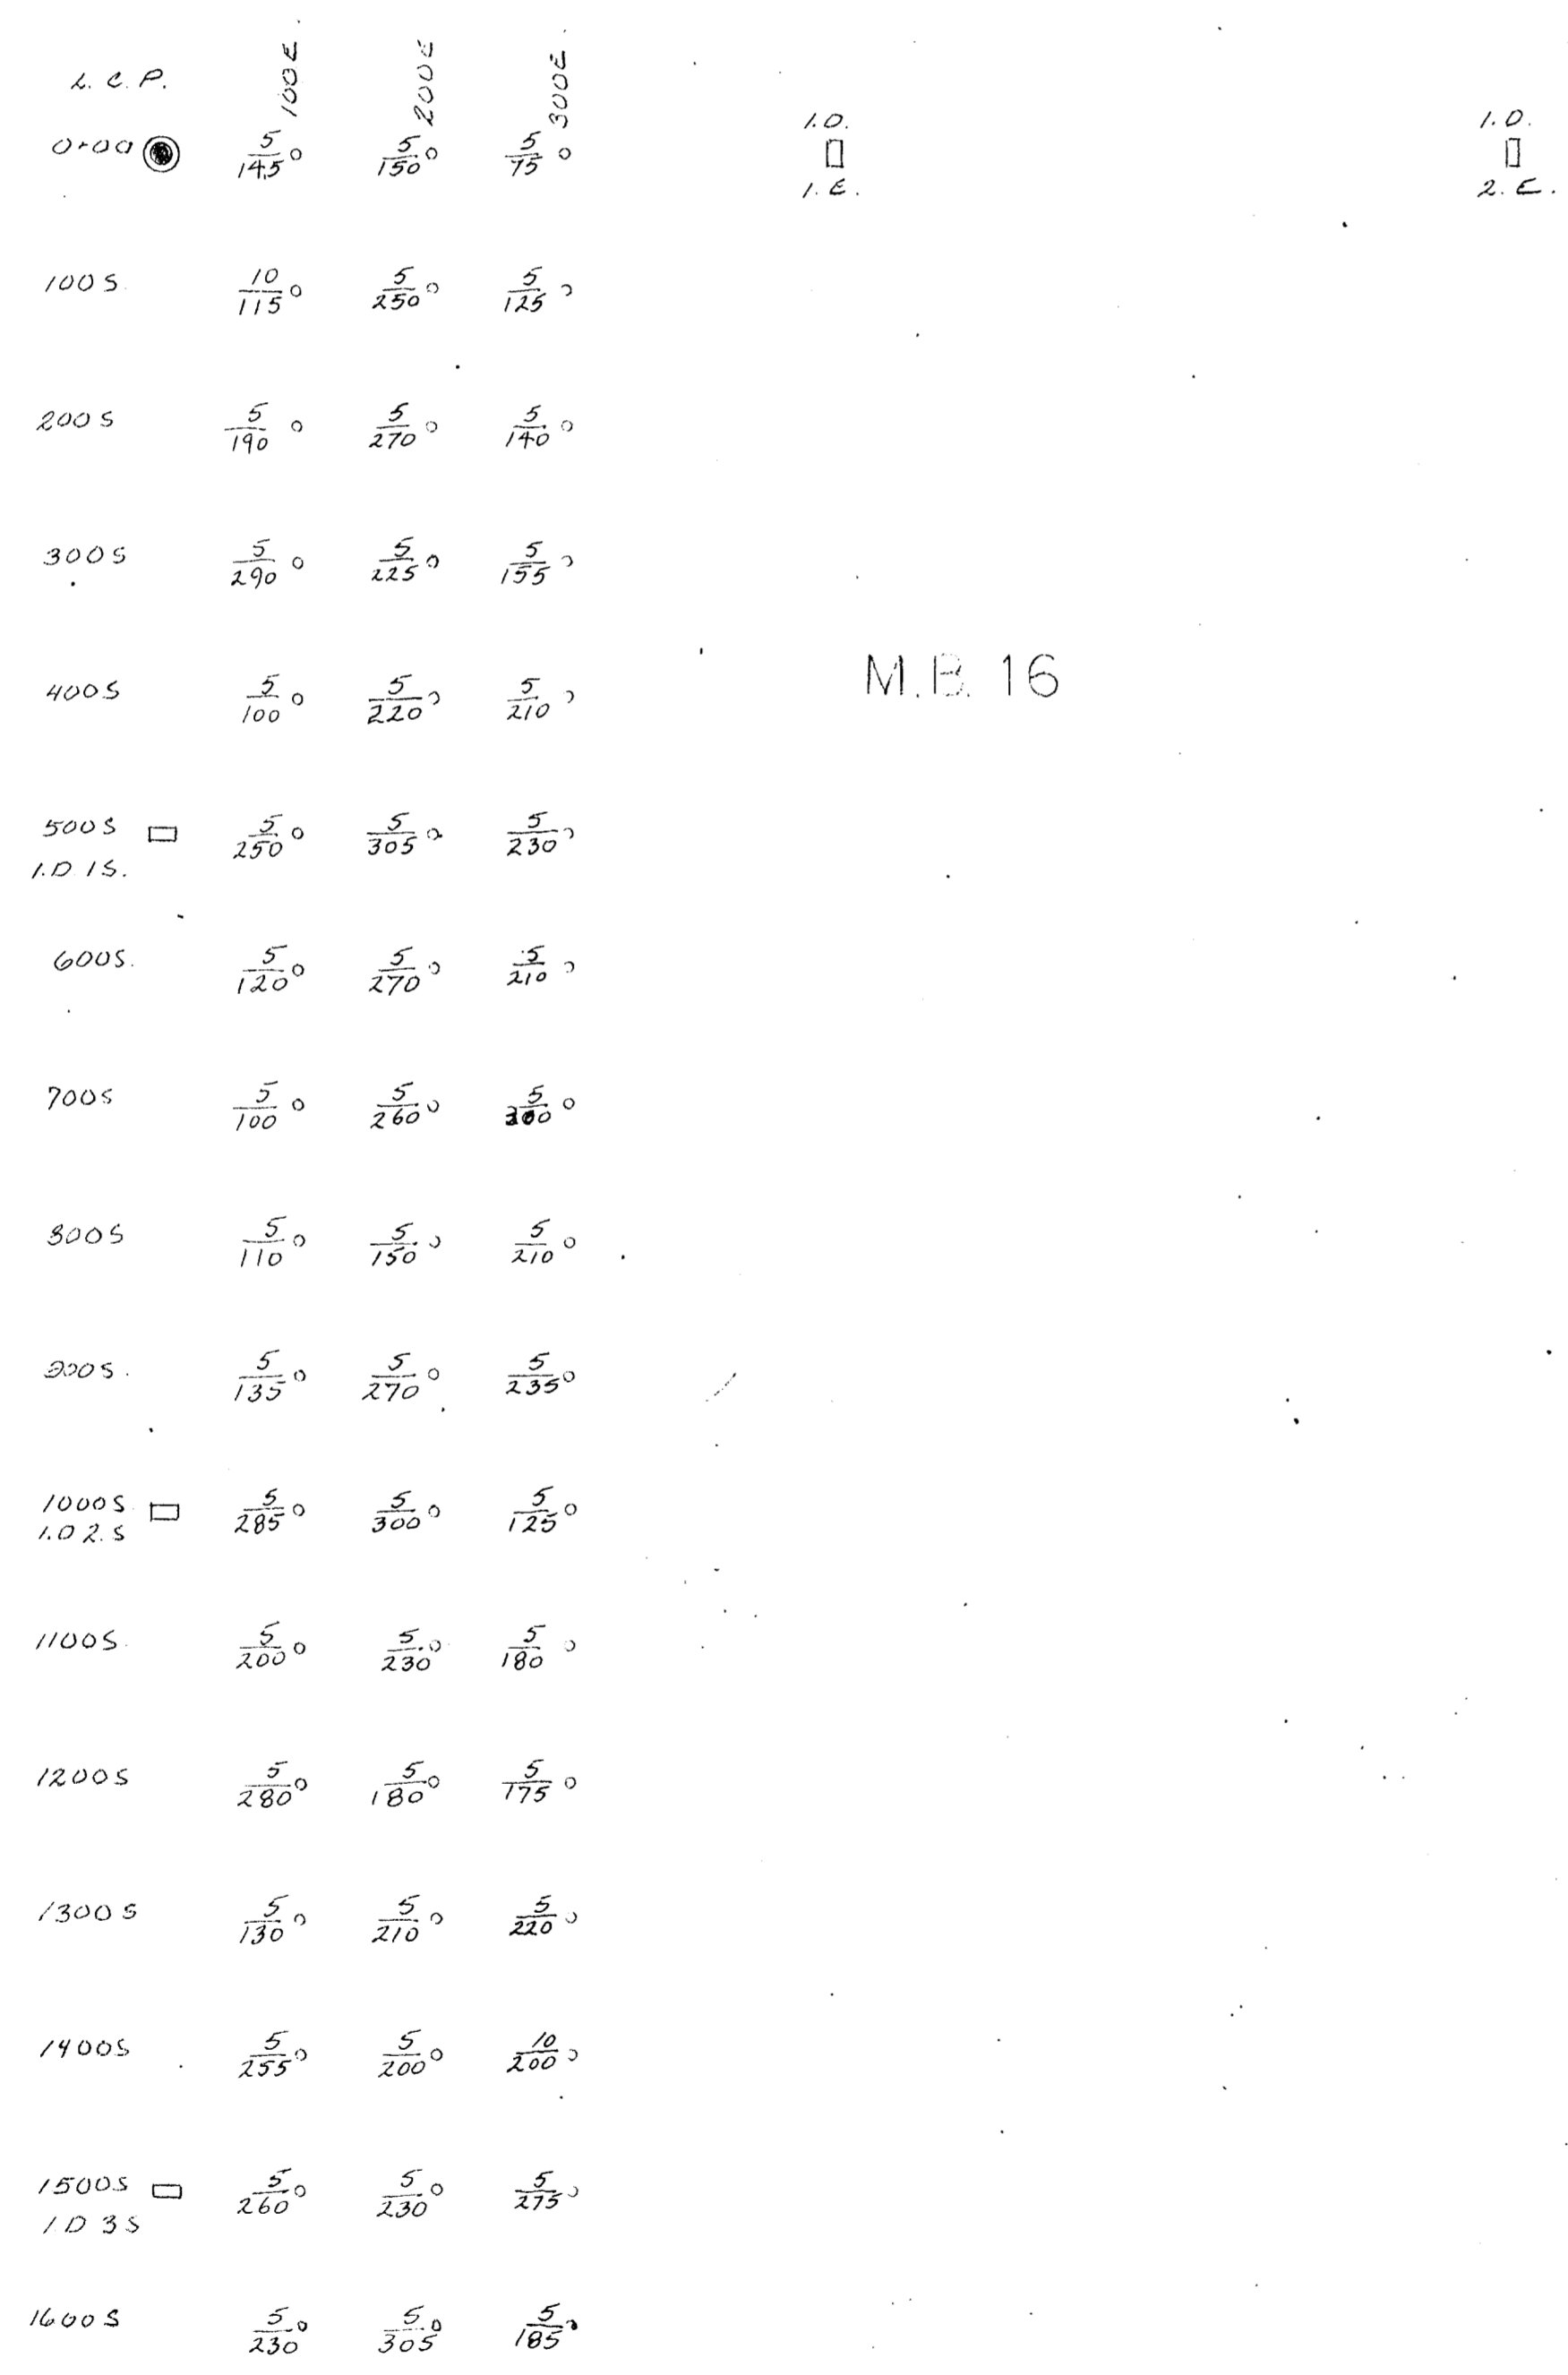 L.C.P. 100E. 200E 300E.
0+00 5/145 5/150 5/75 I.D. I.D.
1.E. 2.E.
100S. 10/115 5/250 5/125
200S 5/190 5/270 5/140
300S 5/290 5/225 5/155
400S 5/100 5/220 5/210
M.B. 16
500S 5/250 5/305 5/230
I.D 1S.
600S. 5/120 5/270 5/210
700S 5/100 5/260 5/
800S 5/110 5/150 5/210
900S. 5/135 5/270 5/235
1000S 5/285 5/300 5/125
I.D 2.S
1100S. 5/200 5/230 5/180
1200S 5/280 5/180 5/175
1300S 5/130 5/210 5/220
1400S 5/255 5/200 10/200
1500S 5/260 5/230 5/275
ID 3S
1600S 5/230 5/305 5/185